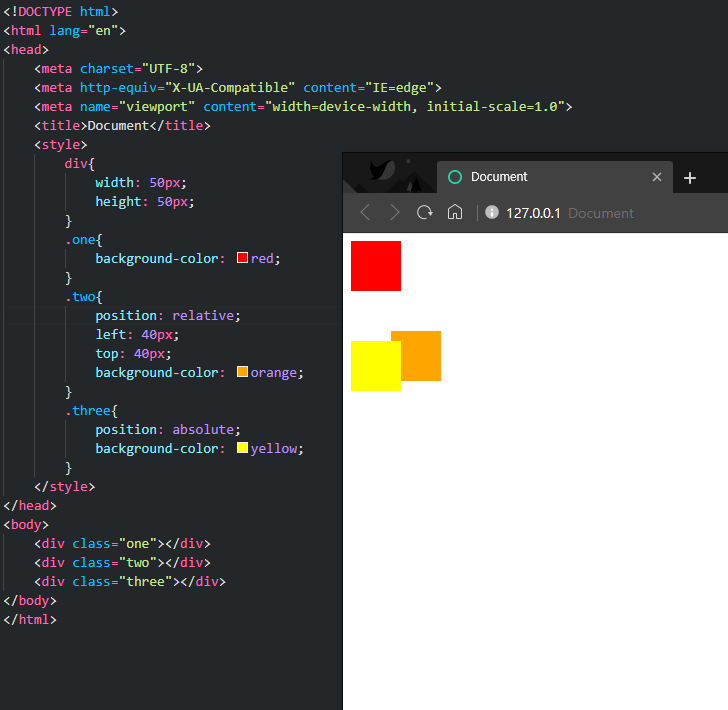 <!DOCTYPE html>
<html lang="en">
<head>
    <meta charset="UTF-8">
    <meta http-equiv="X-UA-Compatible" content="IE=edge">
    <meta name="viewport" content="width=device-width, initial-scale=1.0">
    <title>Document</title>
    <style>
        div{
            width: 50px;
            height: 50px;
        }
        .one{
            background-color: red;
        }
        .two{
            position: relative;
            left: 40px;
            top: 40px;
            background-color: orange;
        }
        .three{
            position: absolute;
            background-color: yellow;
        }
    </style>
</head>
<body>
    <div class="one"></div>
    <div class="two"></div>
    <div class="three"></div>
</body>
</html>
Document
127.0.0.1 Document